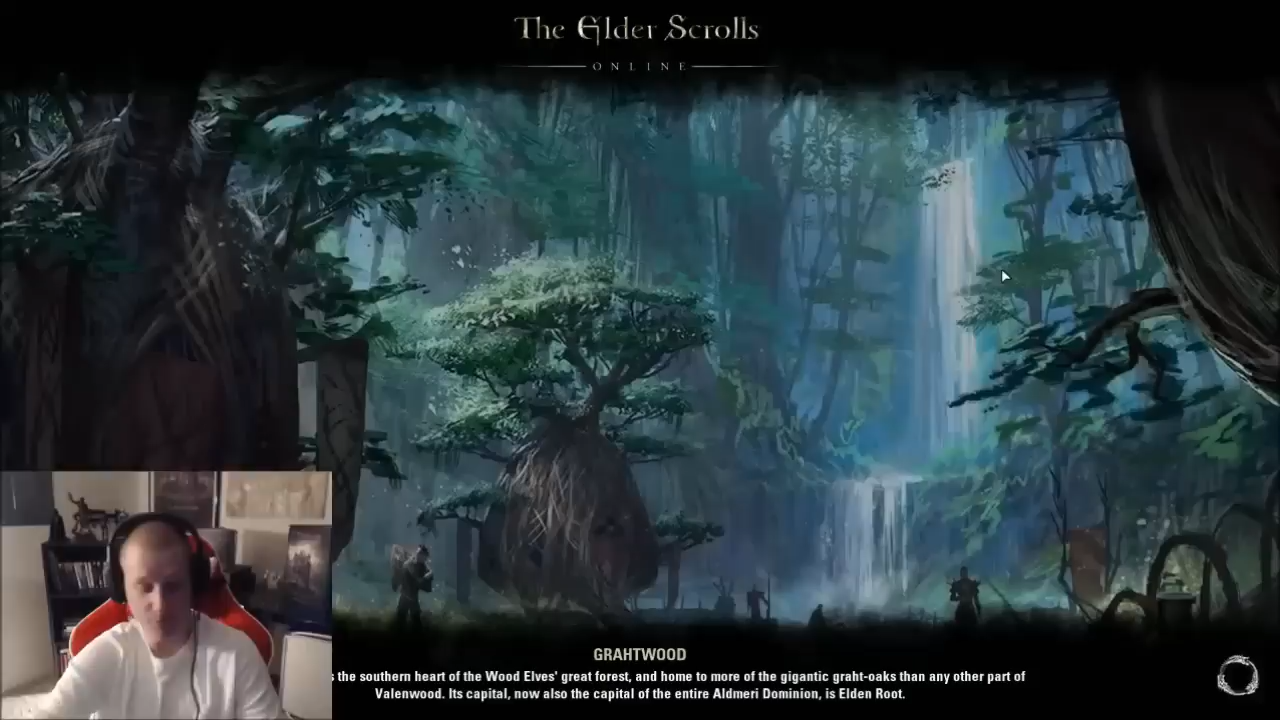 The Elder Scrolls
ONLINE
GRAHTWOOD
the southern heart of the Wood Elves' great forest, and home to more of the gigantic graht-oaks than any other part of
Valenwood. Its capital, now also the capital of the entire Aldmeri Dominion, is Elden Root.